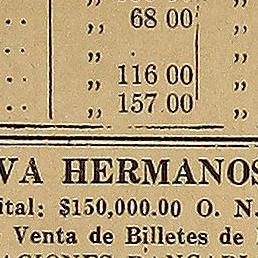 „ 68 00 „
„ „
„ 116 00 „
„ 157 00 „
VA HERMANOS
ital: $150,000.00 O. N.
Venta de Billetes de